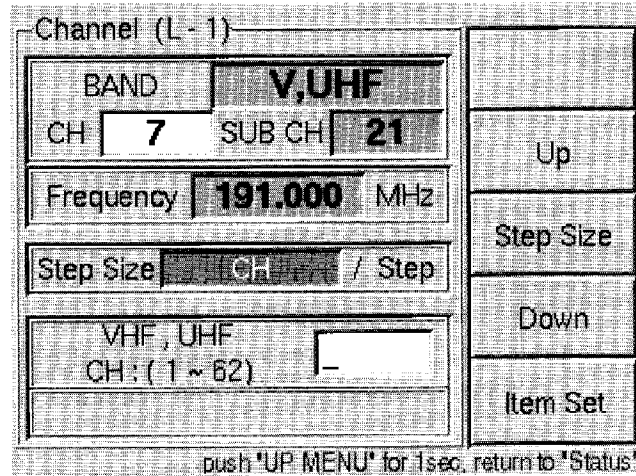 Channel (L - 1)
BAND V,UHF
CH 7 SUB CH 21
Frequency 191.000 MHz
Step Size CH / Step
VHF , UHF
CH : ( 1 ~ 62) _
Up
Step Size
Down
Item Set
push "UP MENU" for 1sec, return to "Status